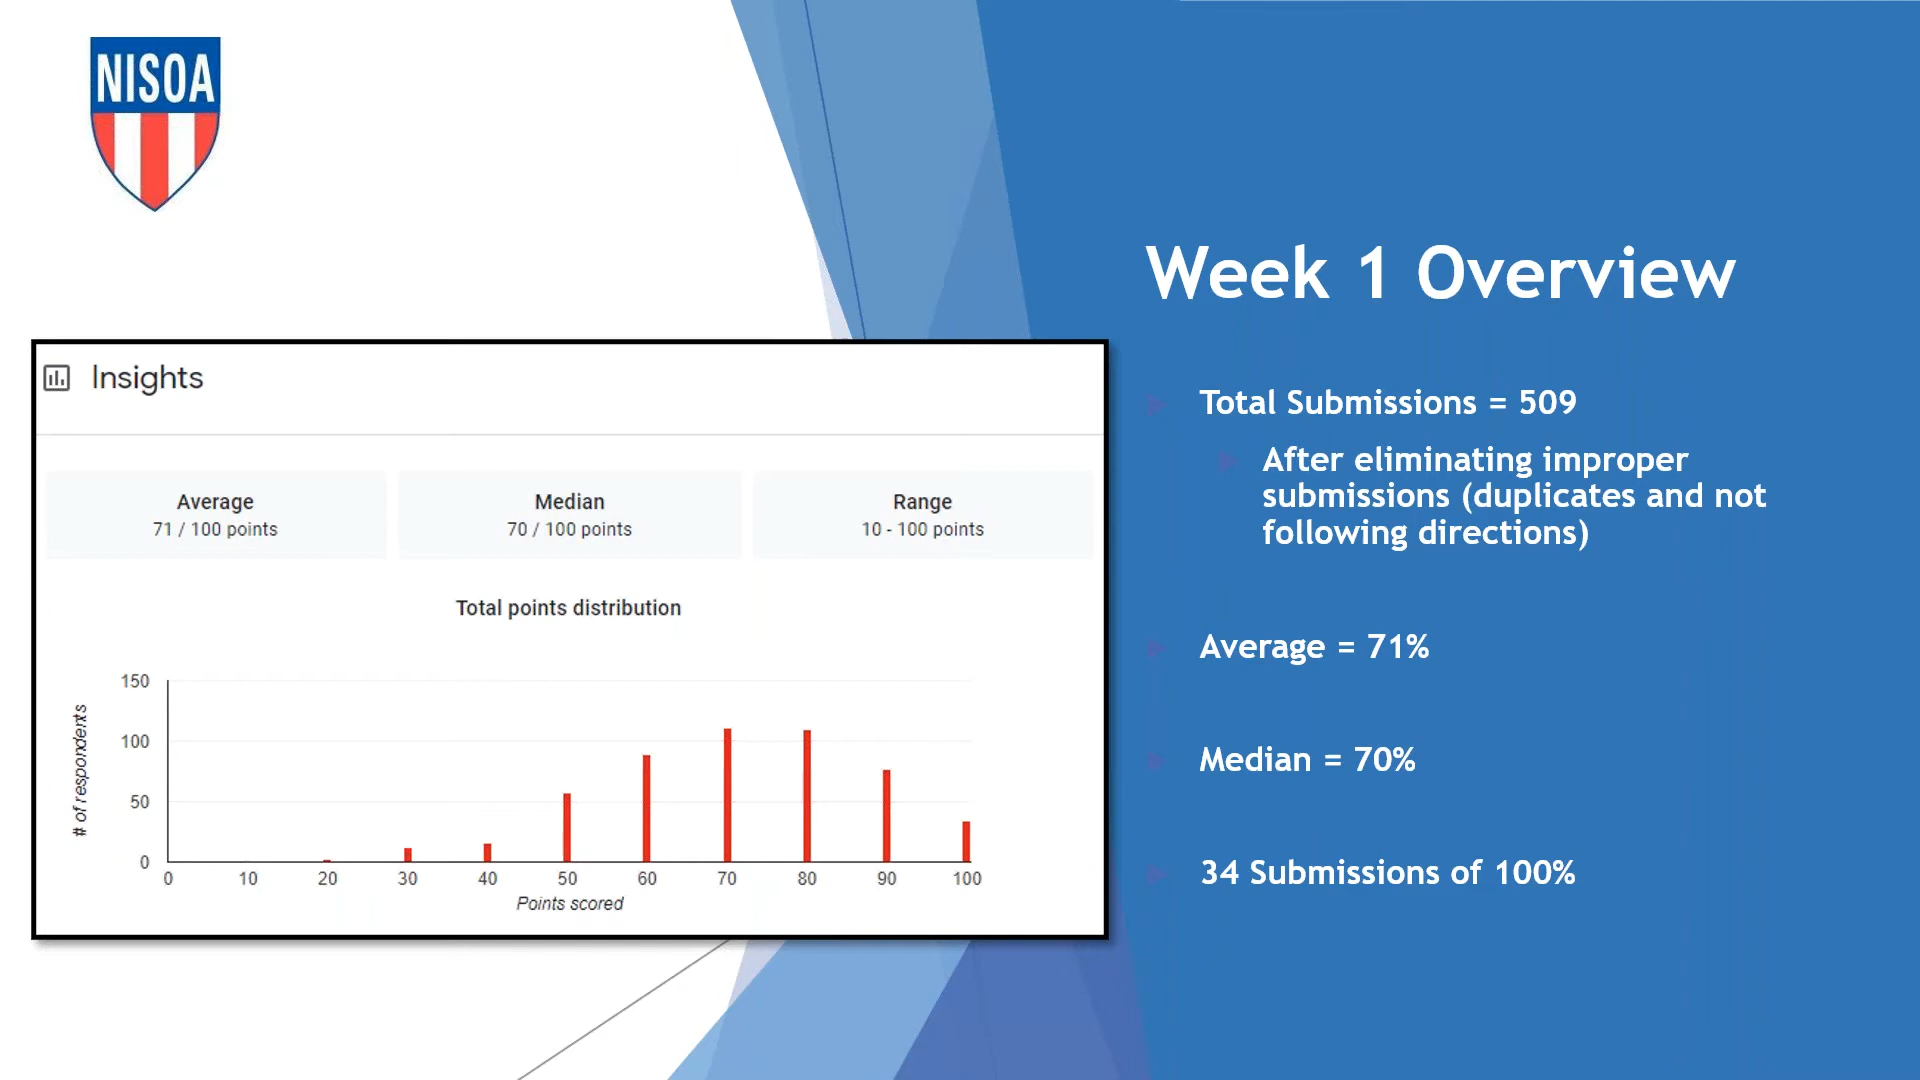 NISOA
Week 1 Overview
Insights
Average
71 / 100 points
Median
70 / 100 points
Range
10 - 100 points
Total points distribution
# of respondents
150
100
50
0
0 10 20 30 40 50 60 70 80 90 100
Points scored
Total Submissions = 509
After eliminating improper
submissions (duplicates and not
following directions)
Average = 71%
Median = 70%
34 Submissions of 100%